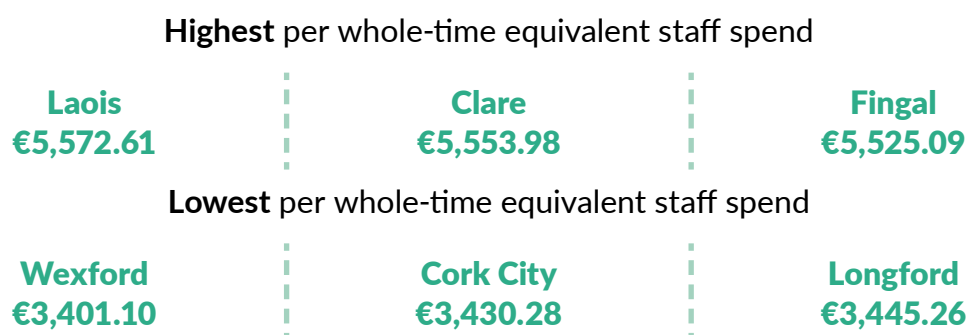 Highest per whole-time equivalent staff spend
Laois Clare Fingal
€5,572.61 €5,553.98 €5,525.09
Lowest per whole-time equivalent staff spend
Wexford Cork City Longford
€3,401.10 €3,430.28 €3,445.26